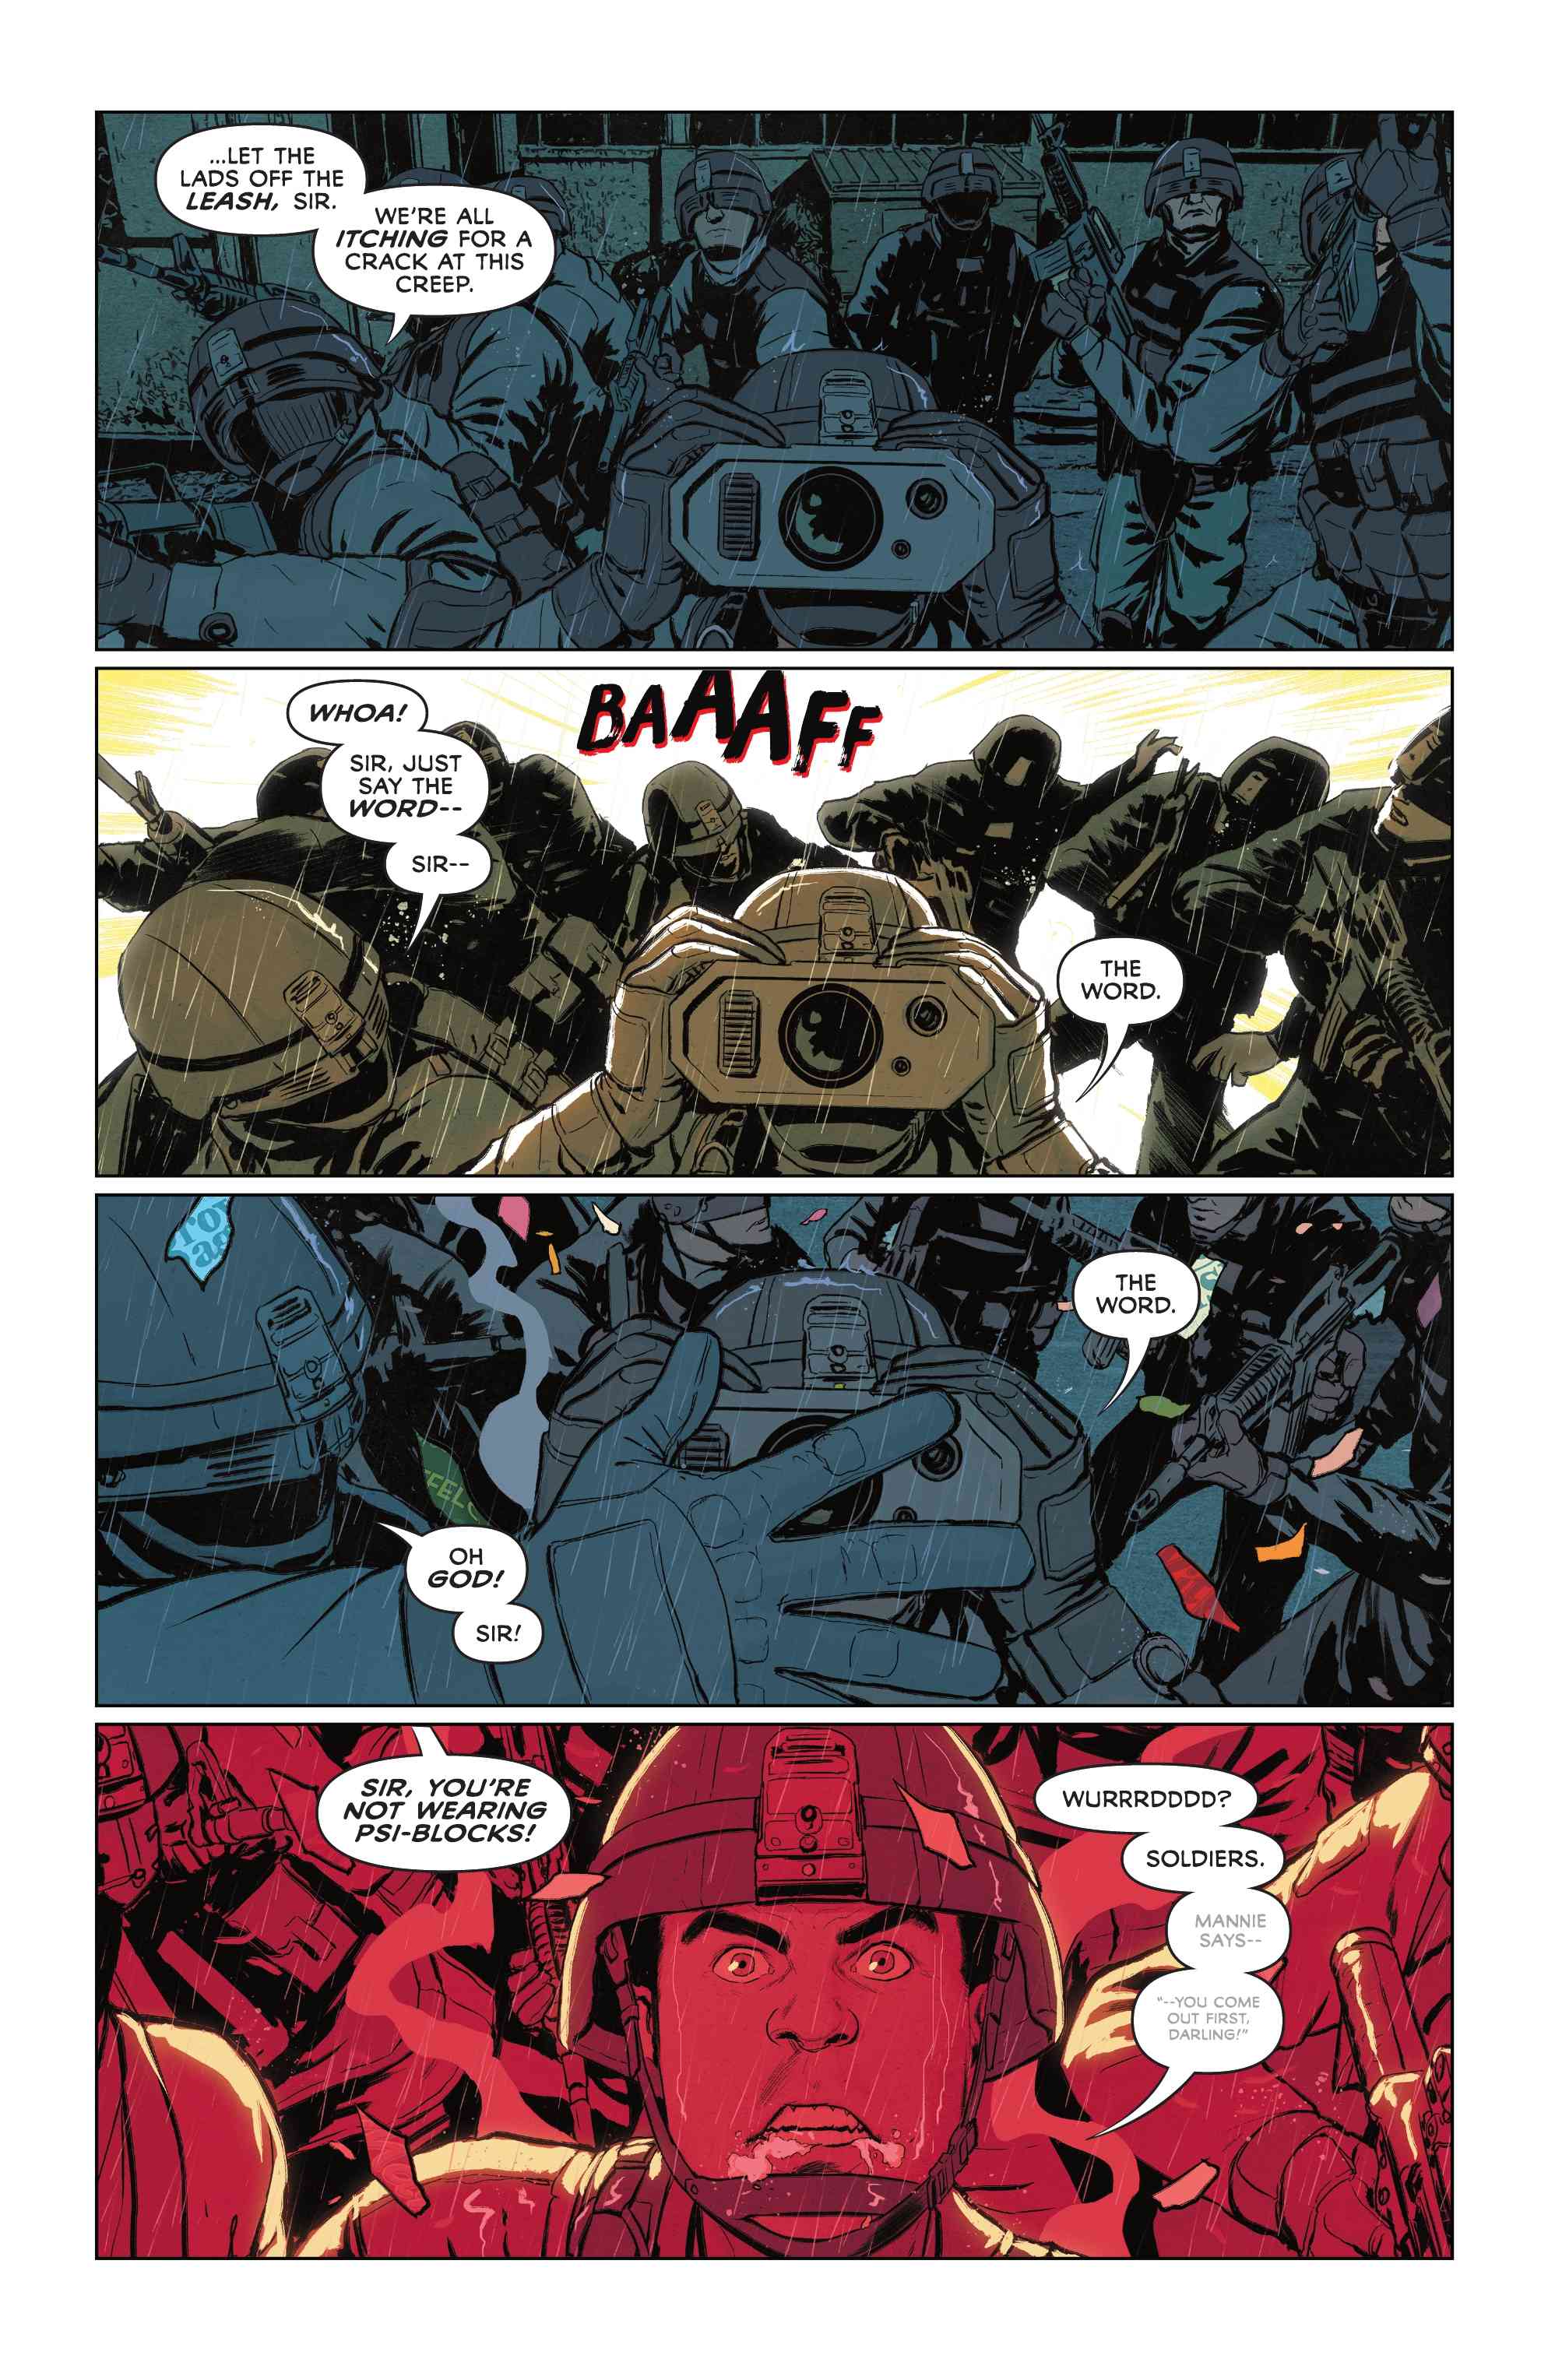 ...LET THE
LADS OFF THE
LEASH, SIR.
WE'RE ALL
ITCHING FOR A
CRACK AT THIS
CREEP.
WHOA!
SIR, JUST
SAY THE
WORD--
SIR--
BAAAFF
THE
WORD.
THE
WORD.
OH
GOD!
SIR!
SIR, YOU'RE
NOT WEARING
PSI-BLOCKS!
WURRRDDDD?
SOLDIERS.
MANNIE
SAYS--
"--YOU COME
OUT FIRST,
DARLING!"